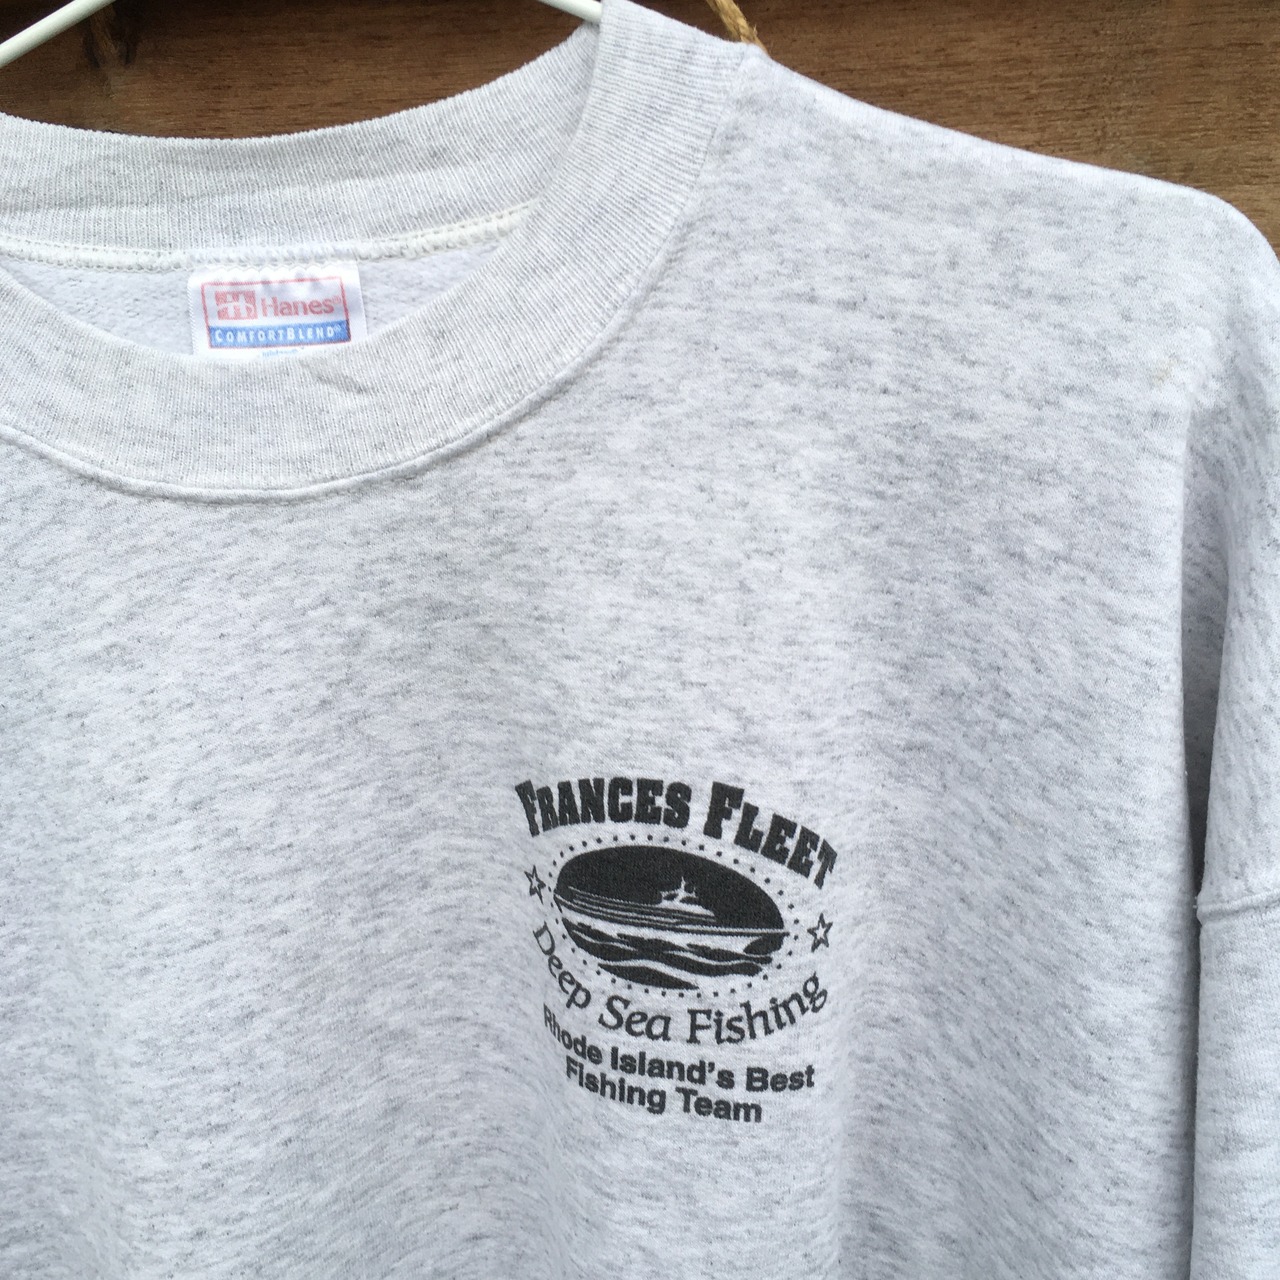 Hanes®
COMFORTBLEND®
FRANCES FLEET
Deep Sea Fishing
Rhode Island's Best
Fishing Team